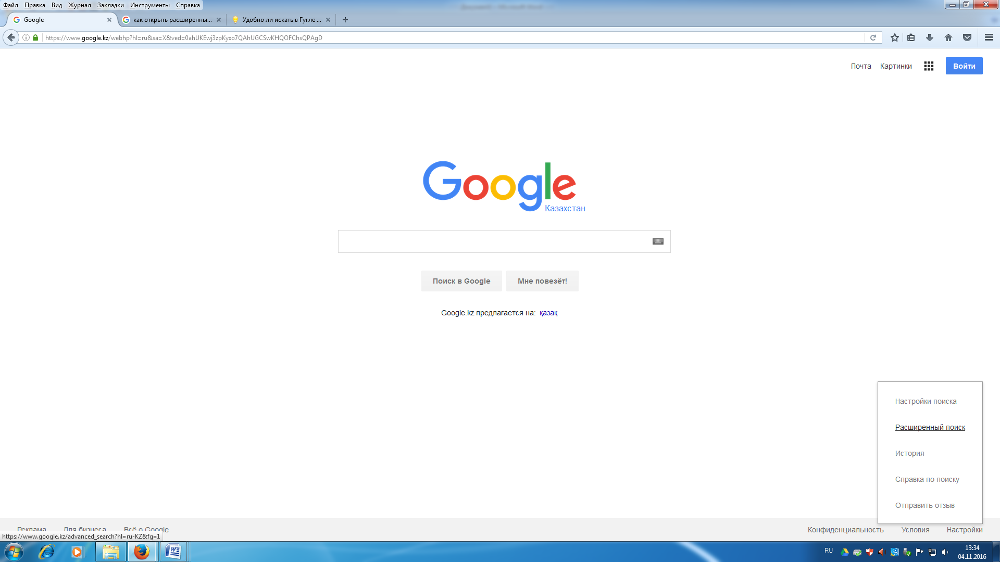 Файл Правка Вид Журнал Закладки Инструменты Справка
Google
как открыть расширенны...
Удобно ли искать в Гугле ...
https://www.google.kz/webhp?hl=ru&sa=X&ved=0ahUKEwj3zpKyxo7QAhUGCSwKHQOFChsQPAgD
Почта Картинки Войти
Google
Казахстан
Поиск в Google Мне повезёт!
Google.kz предлагается на: қазақ
Настройки поиска
Расширенный поиск
История
Справка по поиску
Отправить отзыв
Реклама Для бизнеса Всё о Google Конфиденциальность Условия Настройки
https://www.google.kz/advanced_search?hl=ru-KZ&fg=1
RU
13:34
04.11.2016